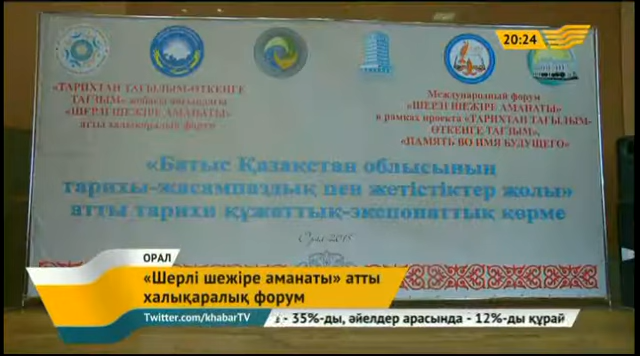 20:24
«ТАРИХТАН ТАҒЫЛЫМ-ӨТКЕНГЕ
ТАҒЗЫМ» жобасы аясындағы
«ШЕРЛІ ШЕЖІРЕ АМАНАТЫ»
атты халықаралық форум
Международный форум
«ШЕРЛІ ШЕЖІРЕ АМАНАТЫ»
в рамках проекта «ТАРИХТАН ТАҒЫЛЫМ-
ӨТКЕНГЕ ТАҒЗЫМ»,
«ПАМЯТЬ ВО ИМЯ БУДУЩЕГО»
«Батыс Қазақстан облысының
тарихы-жасампаздық пен жетістіктер жолы»
атты тарихи құжаттық-экспонаттық көрме
Орал-2015
ОРАЛ
«Шерлі шежіре аманаты» атты
халықаралық форум
Twitter.com/khabarTV
- 35%-ды, әйелдер арасында - 12%-ды құрай